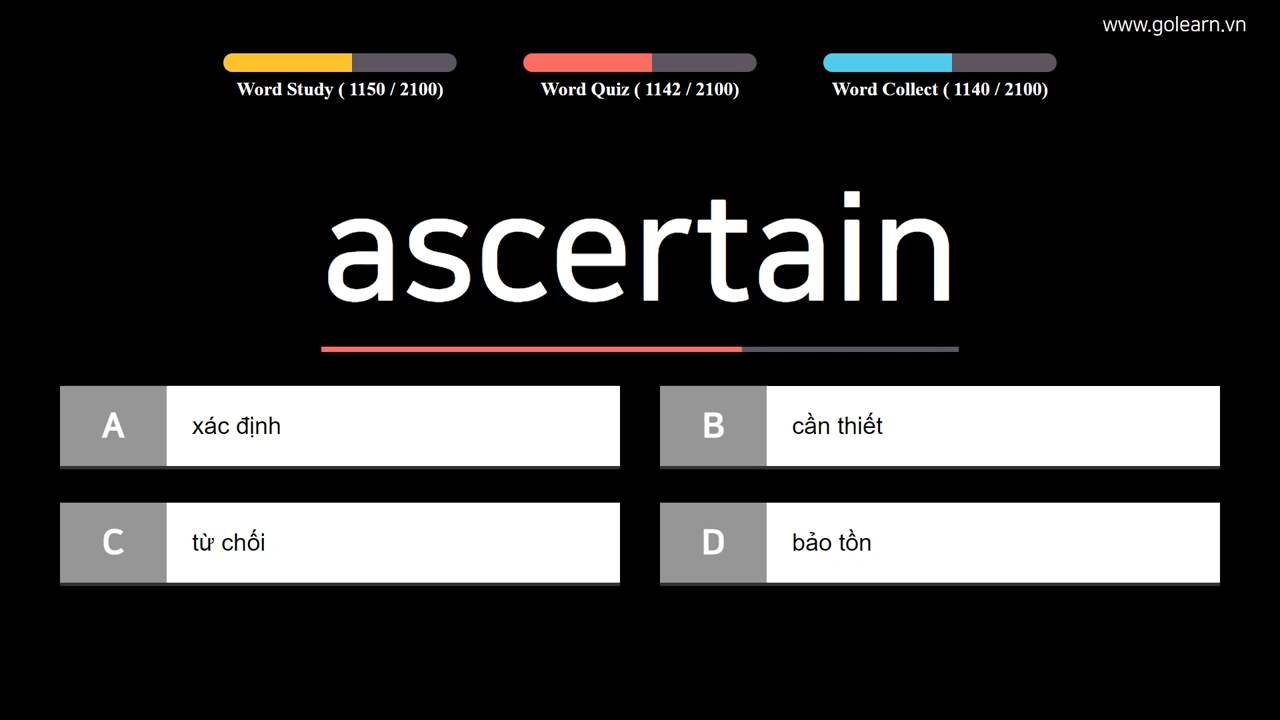 www.golearn.vn
Word Study ( 1150 / 2100)
Word Quiz ( 1142 / 2100)
Word Collect ( 1140 / 2100)
ascertain
A xác định
B cần thiết
C từ chối
D bảo tồn